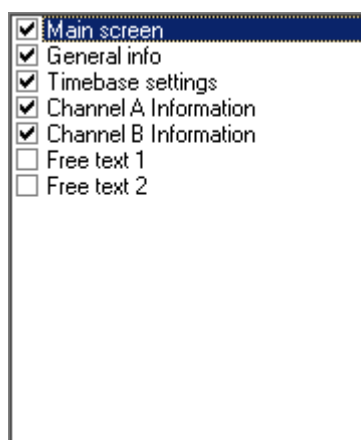 Main screen
General info
Timebase settings
Channel A Information
Channel B Information
Free text 1
Free text 2